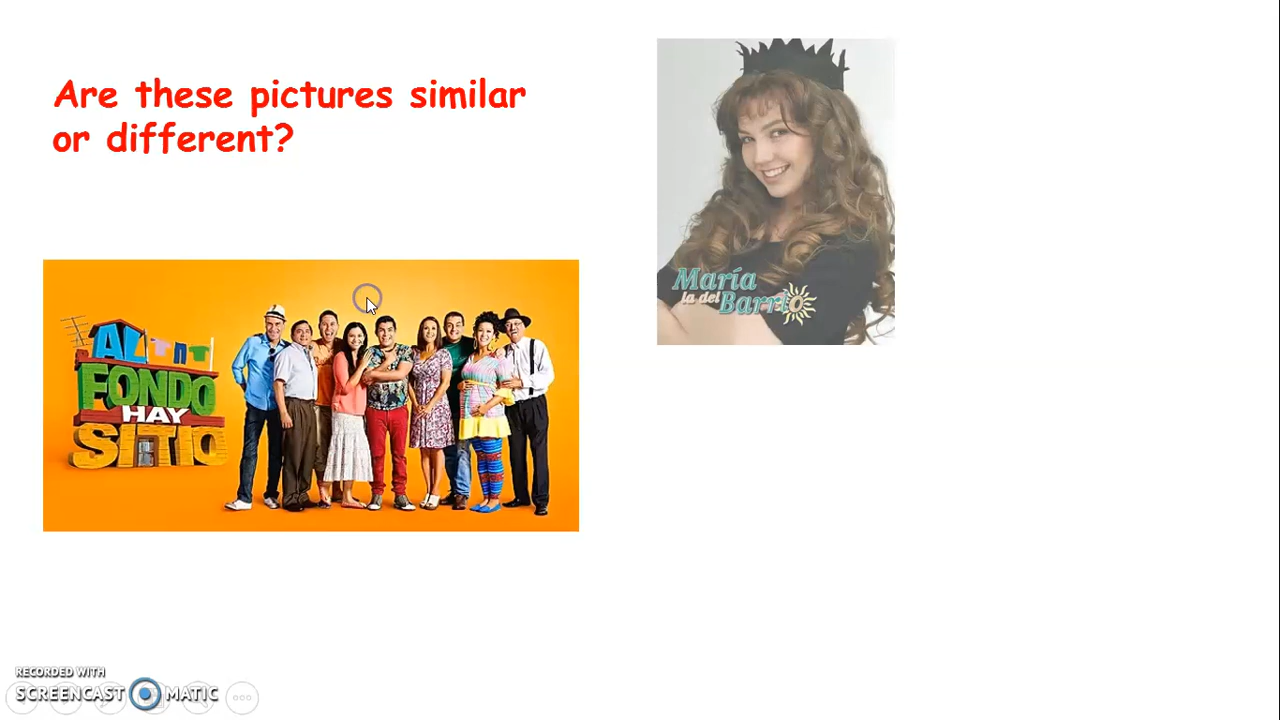 Are these pictures similar
or different?
María
la del Barrio
AL
FONDO
HAY
SITIO
RECORDED WITH
SCREENCAST MATIC